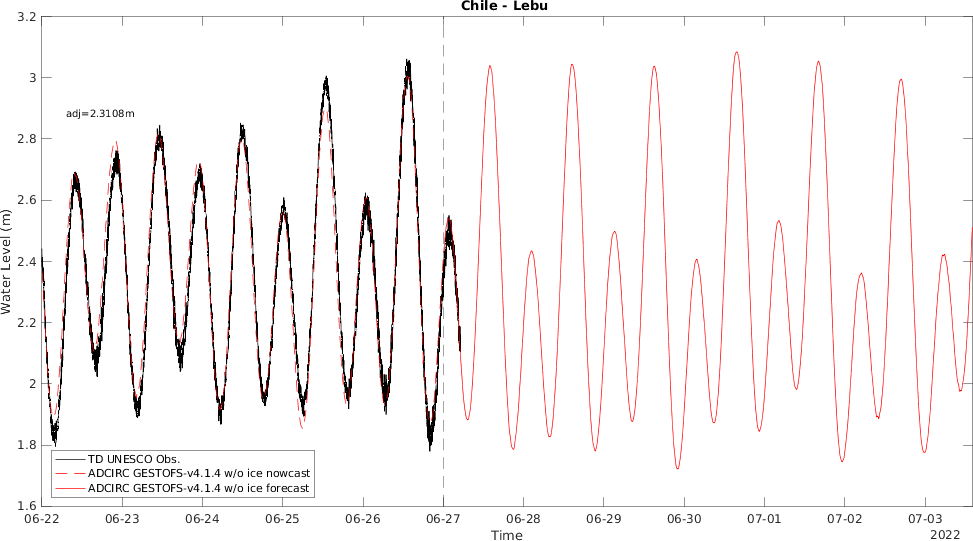 Chile - Lebu
3.2
3
2.8
2.6
2.4
2.2
2
1.8
1.6
Water Level (m)
adj=2.3108m
TD UNESCO Obs.
ADCIRC GESTOFS-v4.1.4 w/o ice nowcast
ADCIRC GESTOFS-v4.1.4 w/o ice forecast
06-22 06-23 06-24 06-25 06-26 06-27 06-28 06-29 06-30 07-01 07-02 07-03
Time
2022